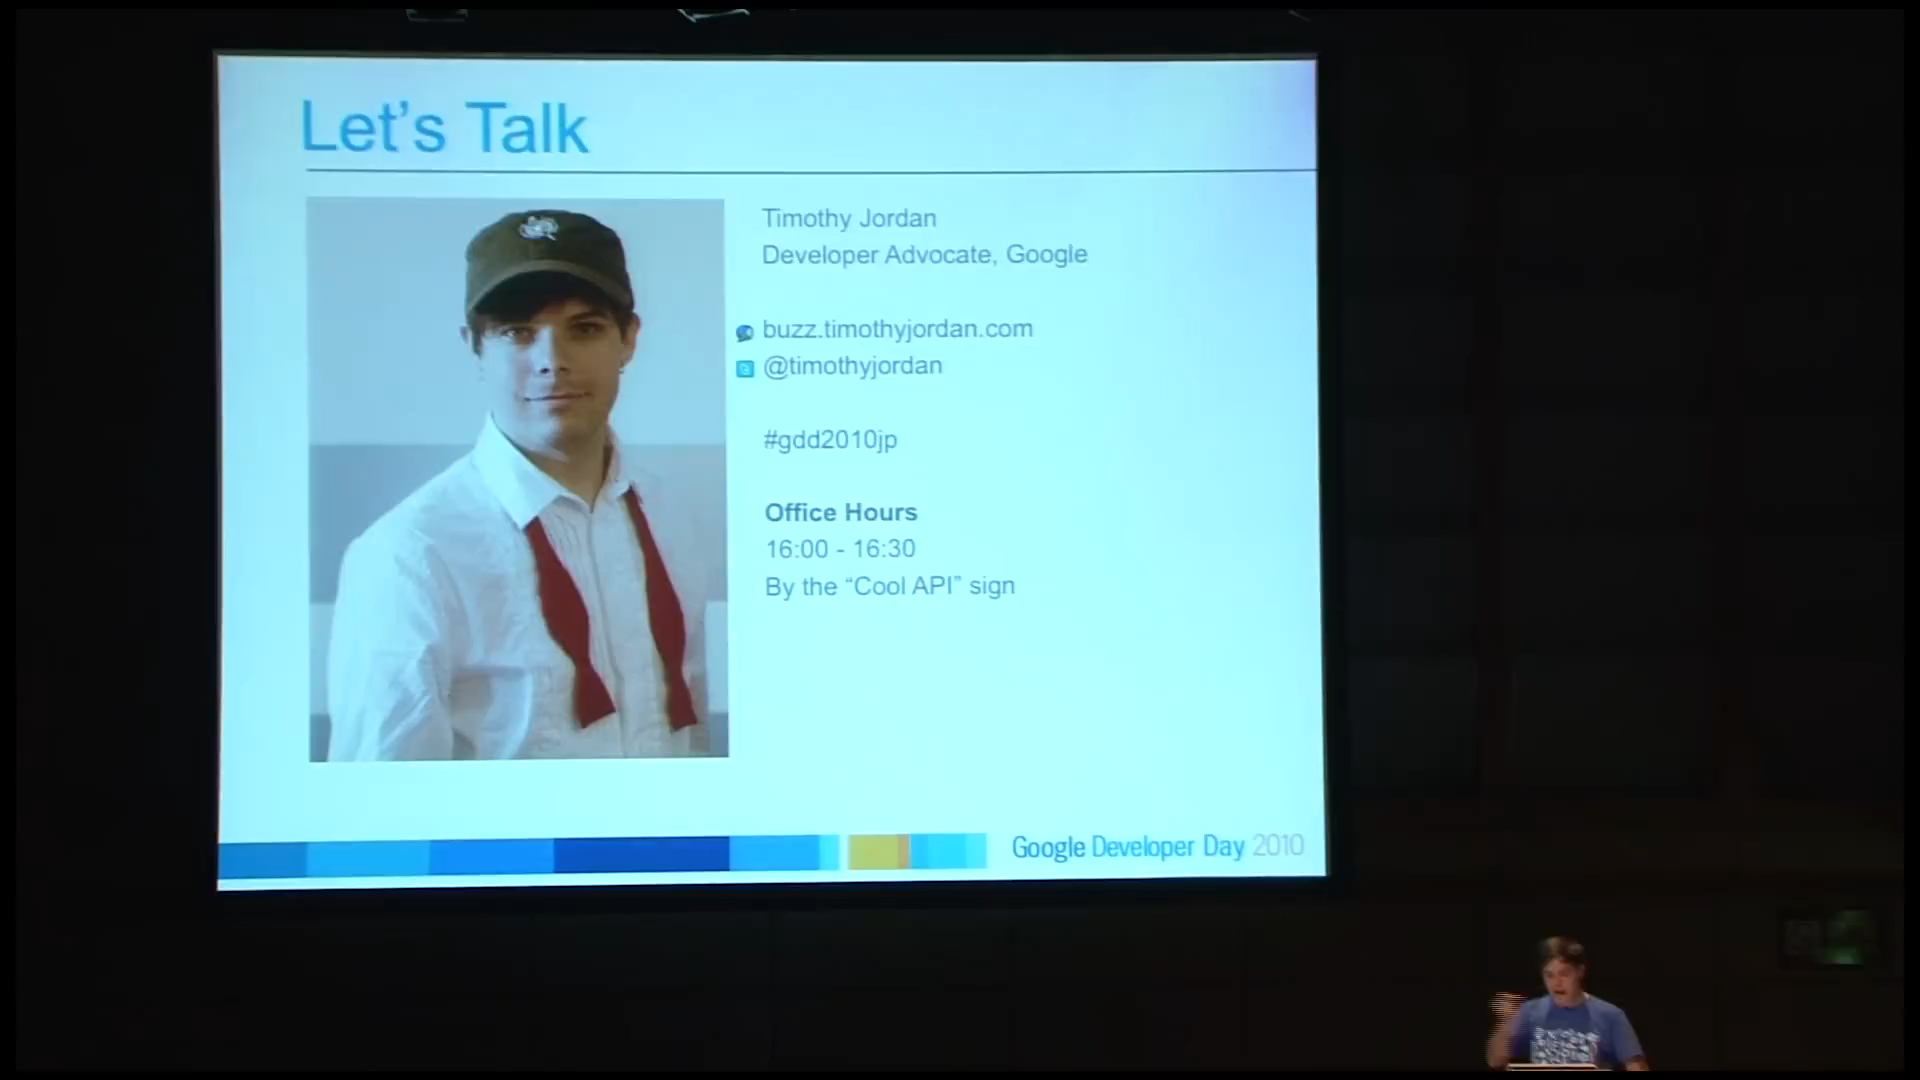 Let's Talk
Timothy Jordan
Developer Advocate, Google
buzz.timothyjordan.com
@timothyjordan
#gdd2010jp
Office Hours
16:00 - 16:30
By the “Cool API” sign
Google Developer Day 2010